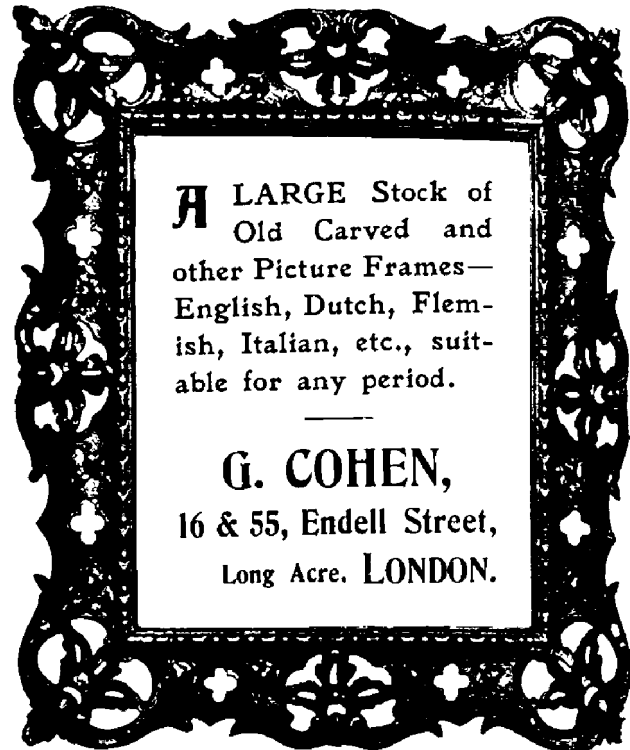 A LARGE Stock of
Old Carved and
other Picture Frames—
English, Dutch, Flem-
ish, Italian, etc., suit-
able for any period.
G. COHEN,
16 & 55, Endell Street,
Long Acre. LONDON.